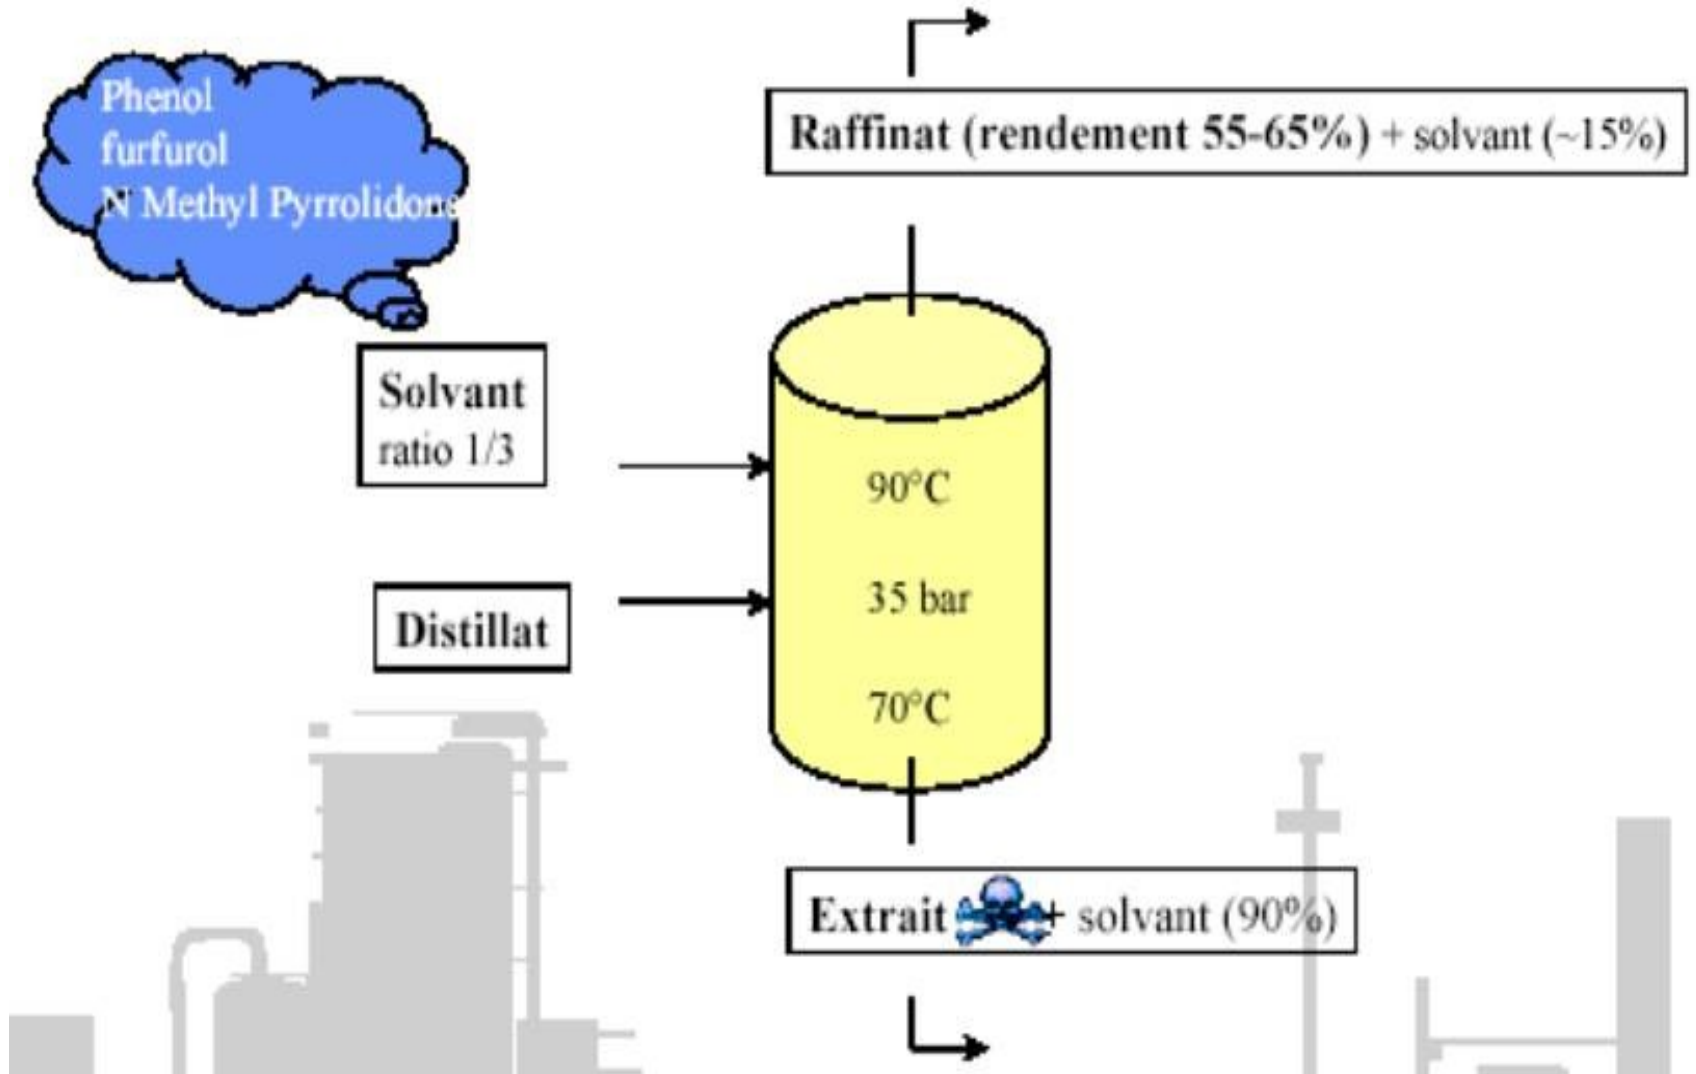 Phenol
furfurol
N Methyl Pyrrolidone
Raffinat (rendement 55-65%) + solvant (~15%)
Solvant
ratio 1/3
90°C
35 bar
Distillat
70°C
Extrait + solvant (90%)